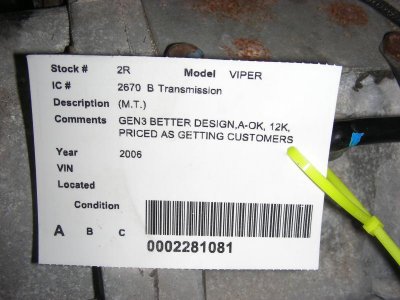 Stock # 2R Model VIPER
IC # 2670 B Transmission
Description (M.T.)
Comments GEN3 BETTER DESIGN,A-OK, 12K,
PRICED AS GETTING CUSTOMERS
Year 2006
VIN
Located
Condition
A B C
0002281081